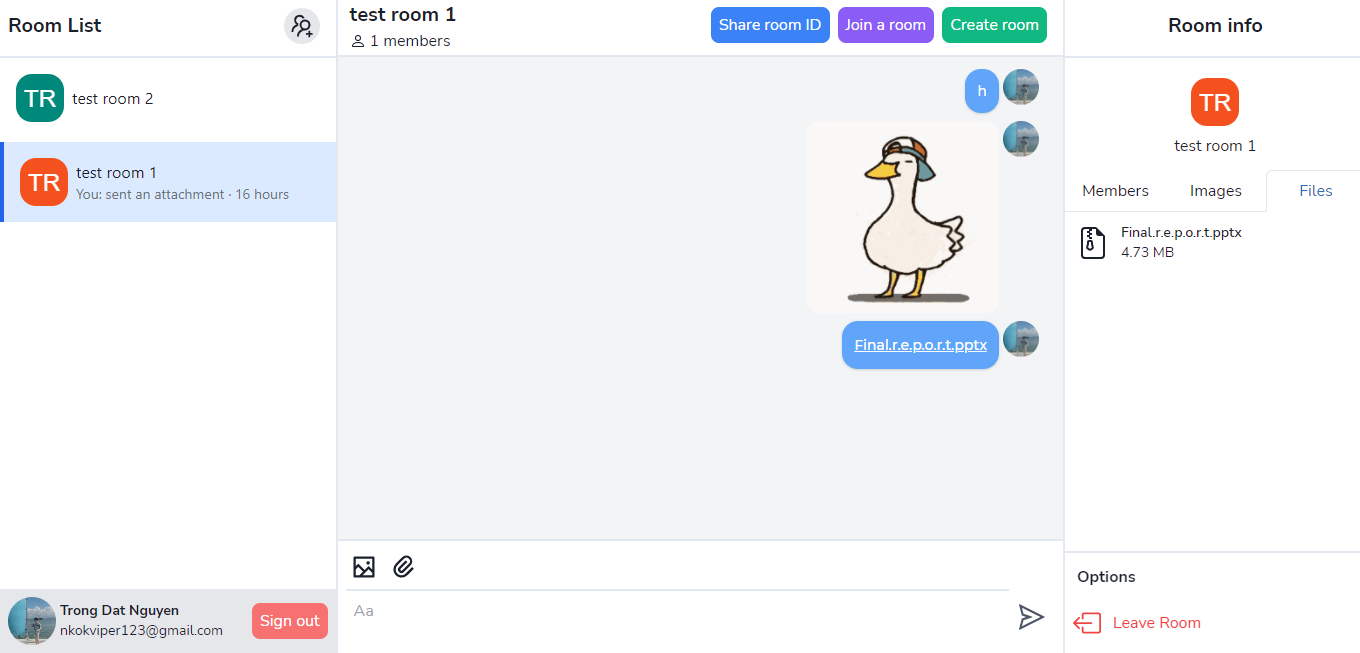 Room List
TR
test room 2
TR
test room 1
You: sent an attachment · 16 hours
Trong Dat Nguyen
nkokviper123@gmail.com
Sign out
test room 1
1 members
Share room ID
Join a room
Create room
h
Final.r.e.p.o.r.t.pptx
Aa
Room info
TR
test room 1
Members
Images
Files
Final.r.e.p.o.r.t.pptx
4.73 MB
Options
Leave Room